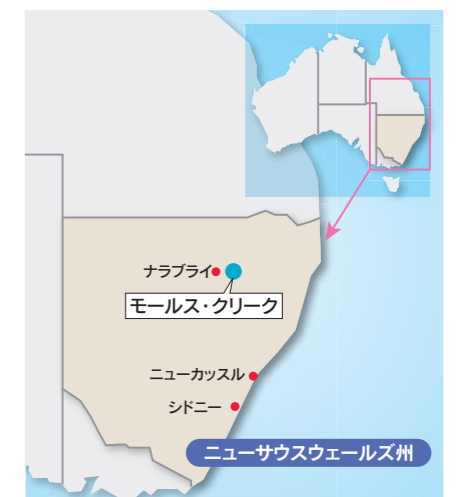 ナラブライ
モールス・クリーク
ニューカッスル
シドニー
ニューサウスウェールズ州